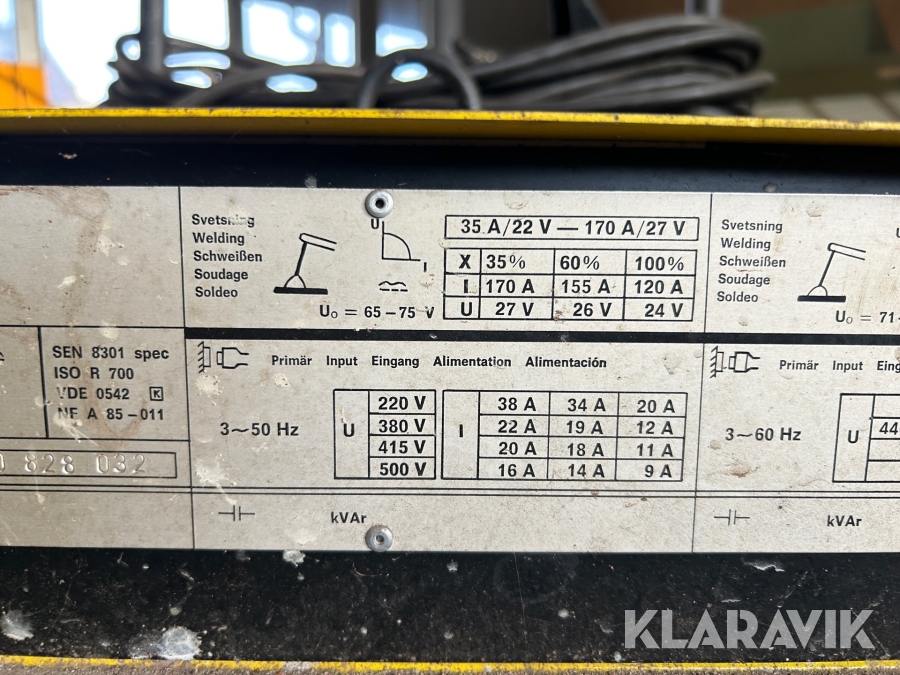 Svetsning
Welding
Schweißen
Soudage
Soldeo
U
I
U₀ = 65-75 V
35 A/22 V — 170 A/27 V
X 35% 60% 100%
I 170 A 155 A 120 A
U 27 V 26 V 24 V
Svetsning
Welding
Schweißen
Soudage
Soldeo
U₀ = 71-
SEN 8301 spec
ISO R 700
VDE 0542 K
NF A 85-011
828 032
Primär Input Eingang Alimentation Alimentación
3~50 Hz
U
220 V
380 V
415 V
500 V
I
38 A 34 A 20 A
22 A 19 A 12 A
20 A 18 A 11 A
16 A 14 A 9 A
kVAr
Primär Input Eing
3~60 Hz
U
44
kVAr
KLARAVIK